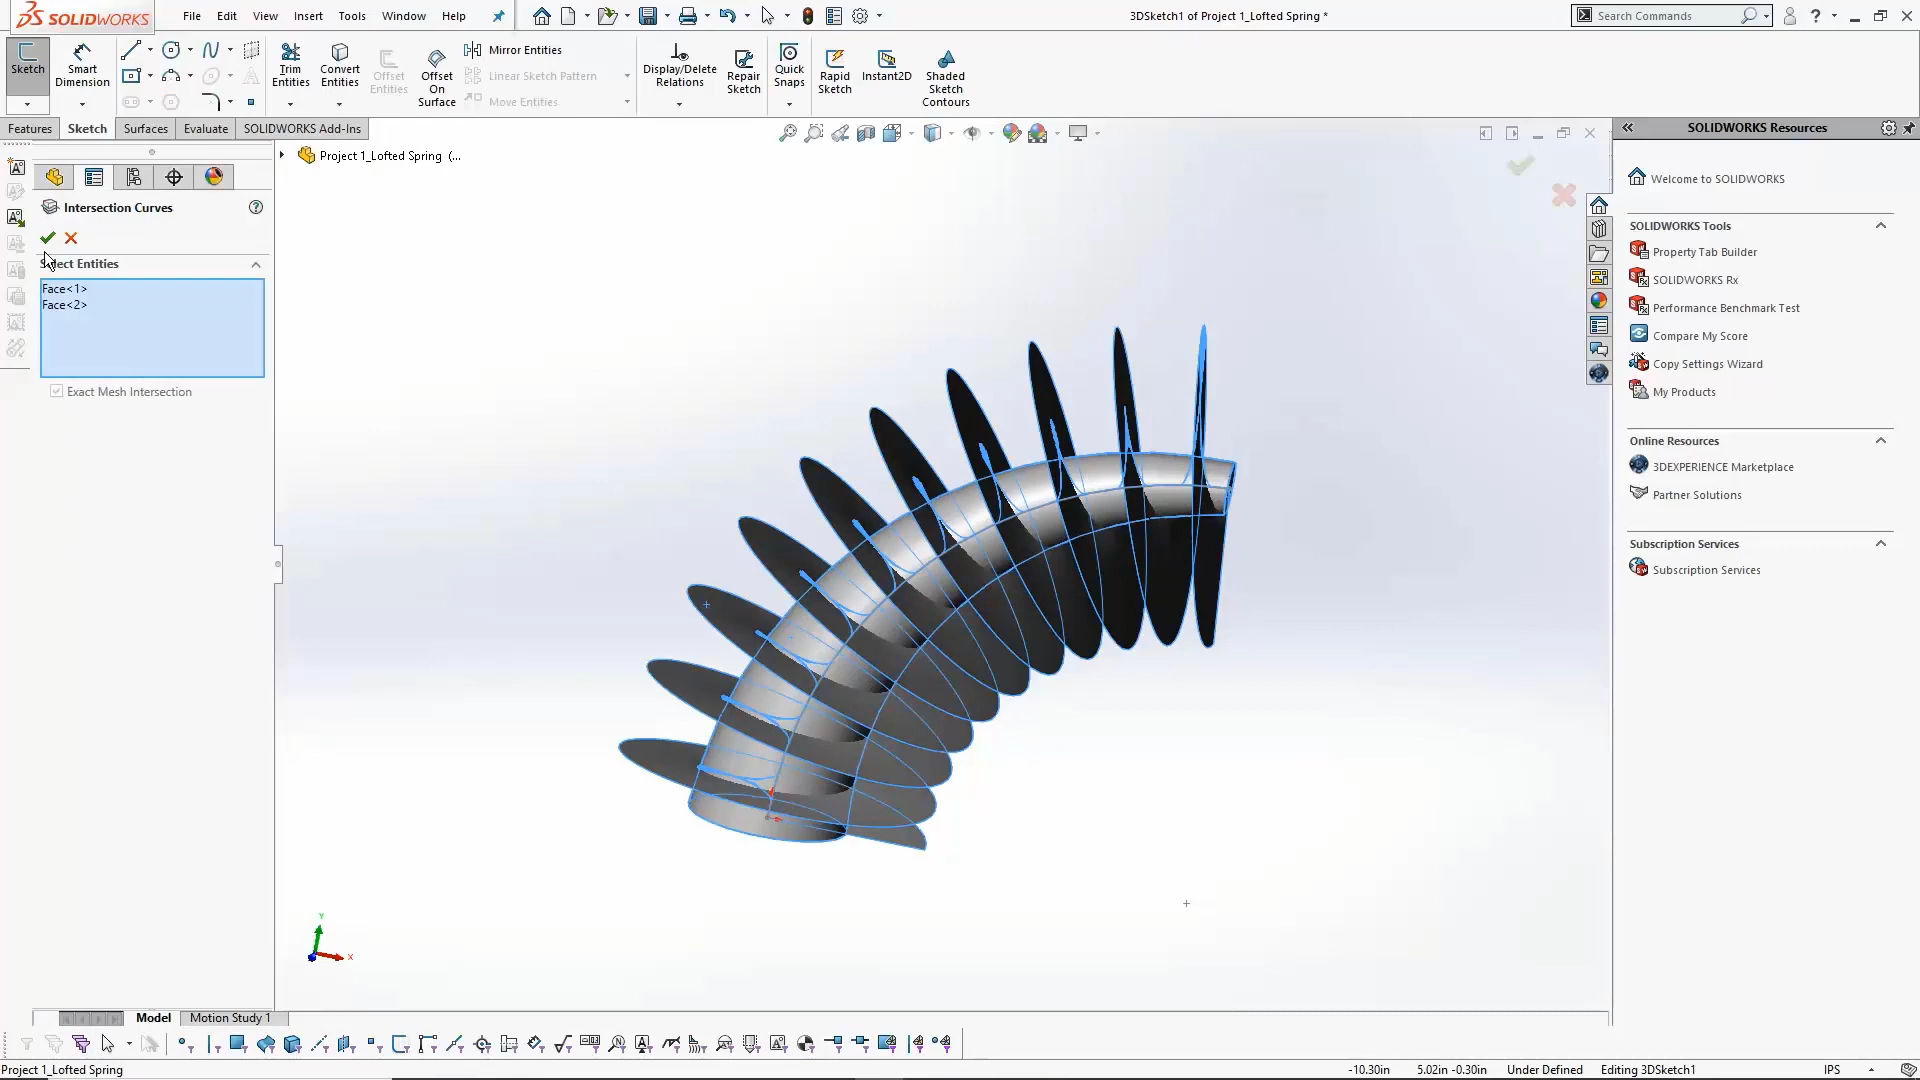 SOLIDWORKS
File Edit View Insert Tools Window Help
3DSketch1 of Project 1_Lofted Spring *
Search Commands
Sketch
Smart Dimension
Trim Entities
Convert Entities
Offset Entities
Offset On Surface
Mirror Entities
Linear Sketch Pattern
Move Entities
Display/Delete Relations
Repair Sketch
Quick Snaps
Rapid Sketch
Instant2D
Shaded Sketch Contours
Features Sketch Surfaces Evaluate SOLIDWORKS Add-Ins
Project 1_Lofted Spring (...
Intersection Curves
Select Entities
Face<1>
Face<2>
Exact Mesh Intersection
SOLIDWORKS Resources
Welcome to SOLIDWORKS
SOLIDWORKS Tools
Property Tab Builder
SOLIDWORKS Rx
Performance Benchmark Test
Compare My Score
Copy Settings Wizard
My Products
Online Resources
3DEXPERIENCE Marketplace
Partner Solutions
Subscription Services
Subscription Services
Y
X
Model Motion Study 1
Project 1_Lofted Spring
-10.30in 5.02in -0.30in Under Defined Editing 3DSketch1 IPS